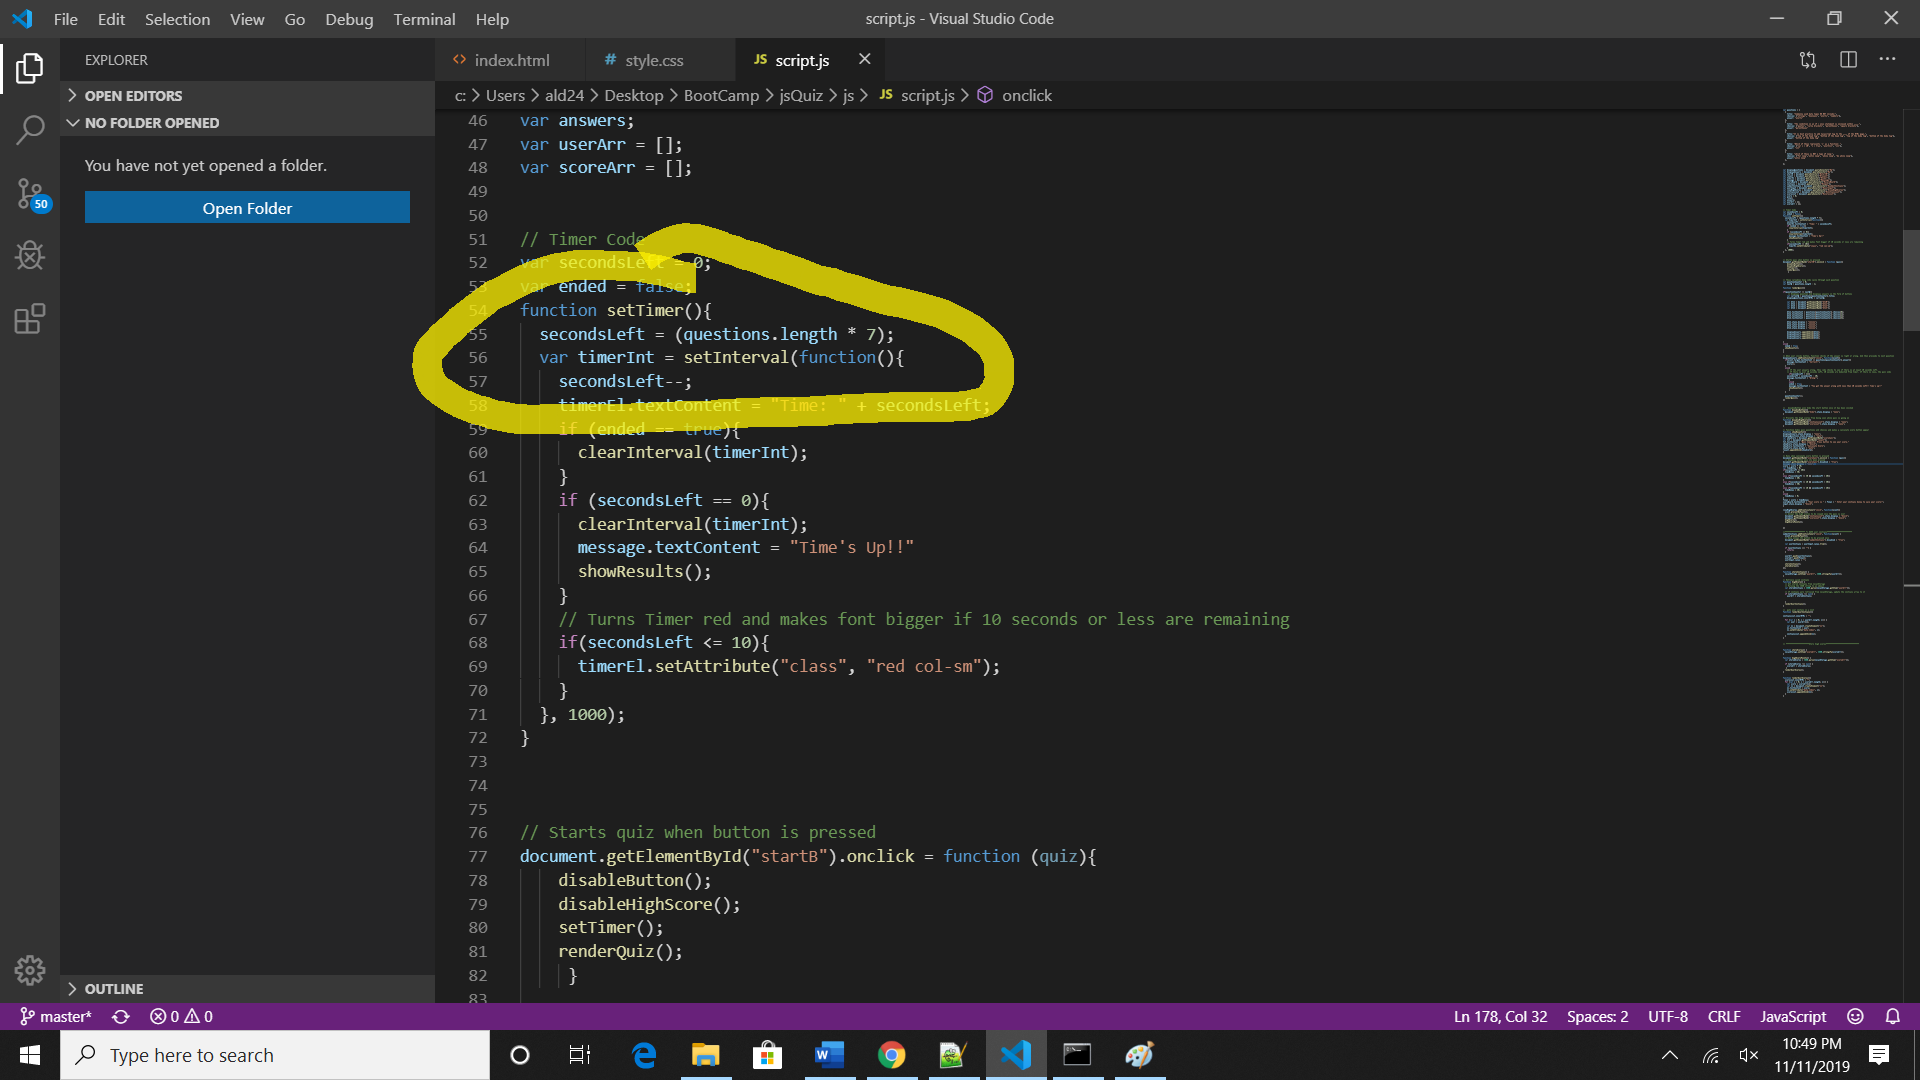 File Edit Selection View Go Debug Terminal Help
script.js - Visual Studio Code
EXPLORER
index.html
# style.css
JS script.js
OPEN EDITORS
c: > Users > ald24 > Desktop > BootCamp > jsQuiz > js > JS script.js > onclick
NO FOLDER OPENED
You have not yet opened a folder.
Open Folder
50
46 var answers;
47 var userArr = [];
48 var scoreArr = [];
49
50
51 // Timer Code
52 var secondsLeft = 0;
53 var ended = false;
54 function setTimer(){
55 secondsLeft = (questions.length * 7);
56 var timerInt = setInterval(function(){
57 secondsLeft--;
58 timerEl.textContent = "Time: " + secondsLeft;
59 if (ended == true){
60 clearInterval(timerInt);
61 }
62 if (secondsLeft == 0){
63 clearInterval(timerInt);
64 message.textContent = "Time's Up!!"
65 showResults();
66 }
67 // Turns Timer red and makes font bigger if 10 seconds or less are remaining
68 if(secondsLeft <= 10){
69 timerEl.setAttribute("class", "red col-sm");
70 }
71 }, 1000);
72 }
73
74
75
76 // Starts quiz when button is pressed
77 document.getElementById("startB").onclick = function (quiz){
78 disableButton();
79 disableHighScore();
80 setTimer();
81 renderQuiz();
82 }
83
OUTLINE
master* 0 0
Ln 178, Col 32 Spaces: 2 UTF-8 CRLF JavaScript
Type here to search
10:49 PM
11/11/2019